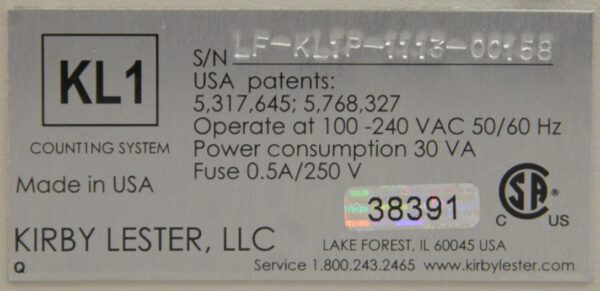 KL1
COUNTING SYSTEM
Made in USA
S/N LF-KL1P-1113-00158
USA patents:
5,317,645; 5,768,327
Operate at 100 -240 VAC 50/60 Hz
Power consumption 30 VA
Fuse 0.5A/250 V
38391
SA
C US
KIRBY LESTER, LLC
LAKE FOREST, IL 60045 USA
Q
Service 1.800.243.2465 www.kirbylester.com